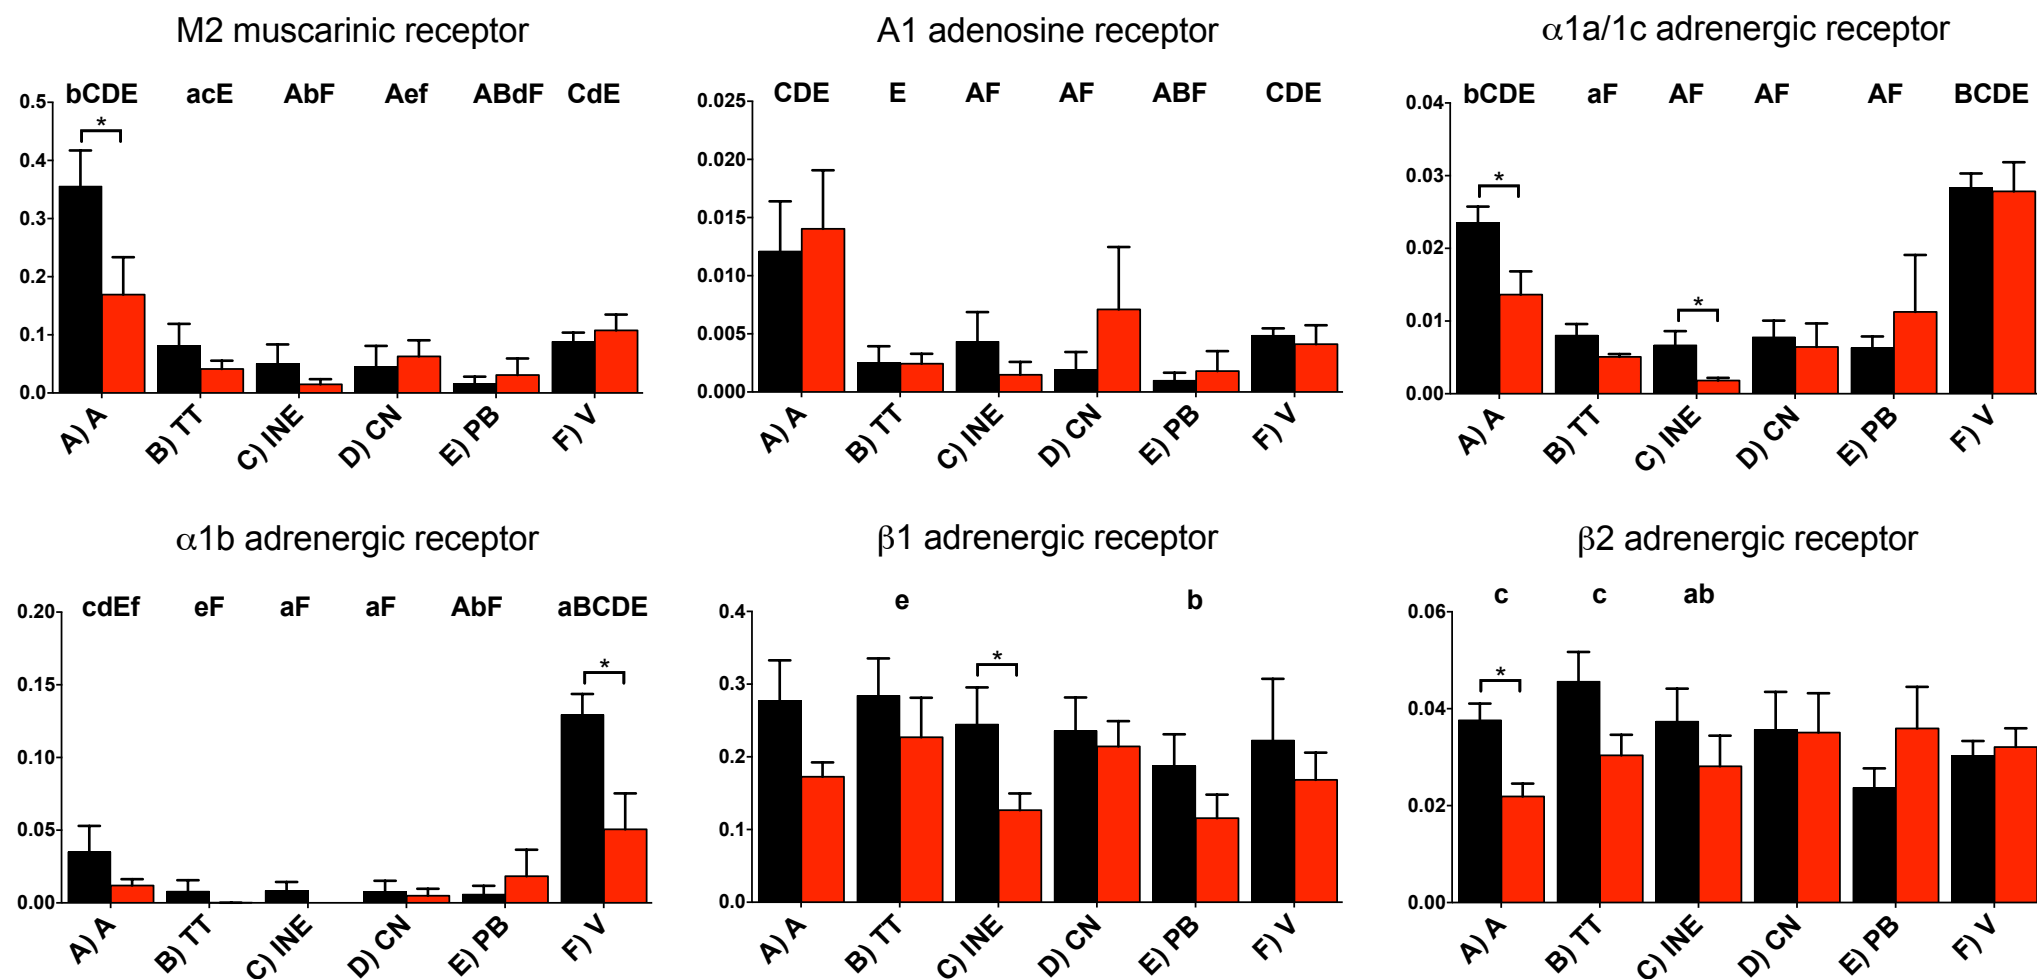 M2 muscarinic receptor
bCDE acE AbF Aef ABdF CdE
0.5
0.4
0.3
0.2
0.1
0.0
*
A) A B) TT C) INE D) CN E) PB F) V
A1 adenosine receptor
CDE E AF AF ABF CDE
0.025
0.020
0.015
0.010
0.005
0.000
A) A B) TT C) INE D) CN E) PB F) V
α1a/1c adrenergic receptor
bCDE aF AF AF AF BCDE
0.04
0.03
0.02
0.01
0.00
* *
A) A B) TT C) INE D) CN E) PB F) V
α1b adrenergic receptor
cdEf eF aF aF AbF aBCDE
0.20
0.15
0.10
0.05
0.00
*
A) A B) TT C) INE D) CN E) PB F) V
β1 adrenergic receptor
e b
0.4
0.3
0.2
0.1
0.0
*
A) A B) TT C) INE D) CN E) PB F) V
β2 adrenergic receptor
c c ab
0.06
0.04
0.02
0.00
*
A) A B) TT C) INE D) CN E) PB F) V